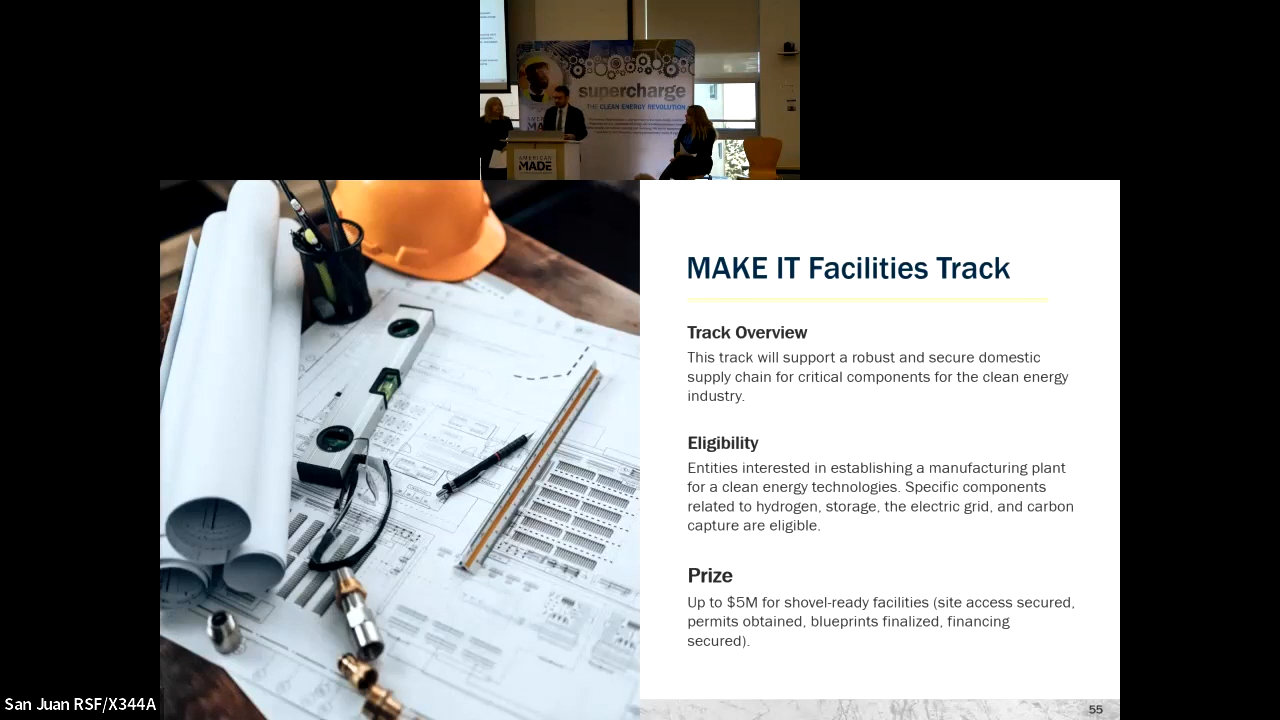 supercharge
THE CLEAN ENERGY REVOLUTION
AMERICAN
MADE
MAKE IT Facilities Track
Track Overview
This track will support a robust and secure domestic
supply chain for critical components for the clean energy
industry.
Eligibility
Entities interested in establishing a manufacturing plant
for a clean energy technologies. Specific components
related to hydrogen, storage, the electric grid, and carbon
capture are eligible.
Prize
Up to $5M for shovel-ready facilities (site access secured,
permits obtained, blueprints finalized, financing
secured).
San Juan RSF/X344A
55